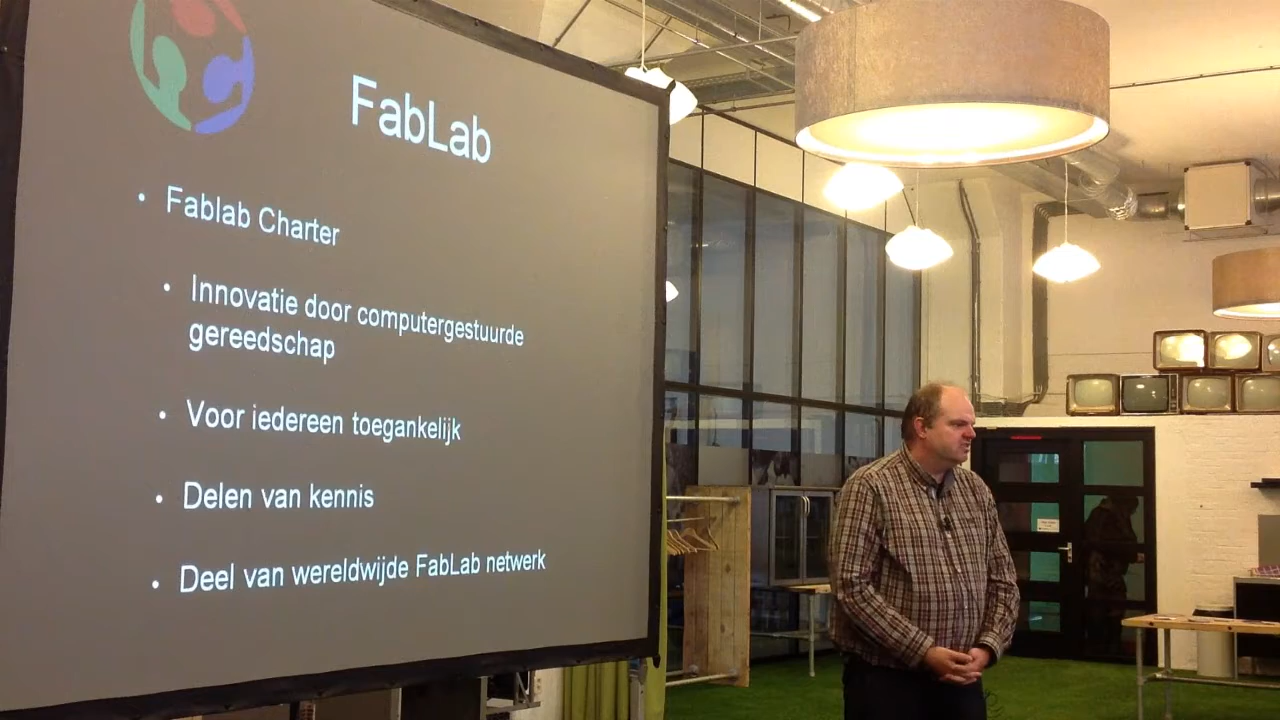 FabLab
• Fablab Charter
• Innovatie door computergestuurde
gereedschap
• Voor iedereen toegankelijk
• Delen van kennis
• Deel van wereldwijde FabLab netwerk